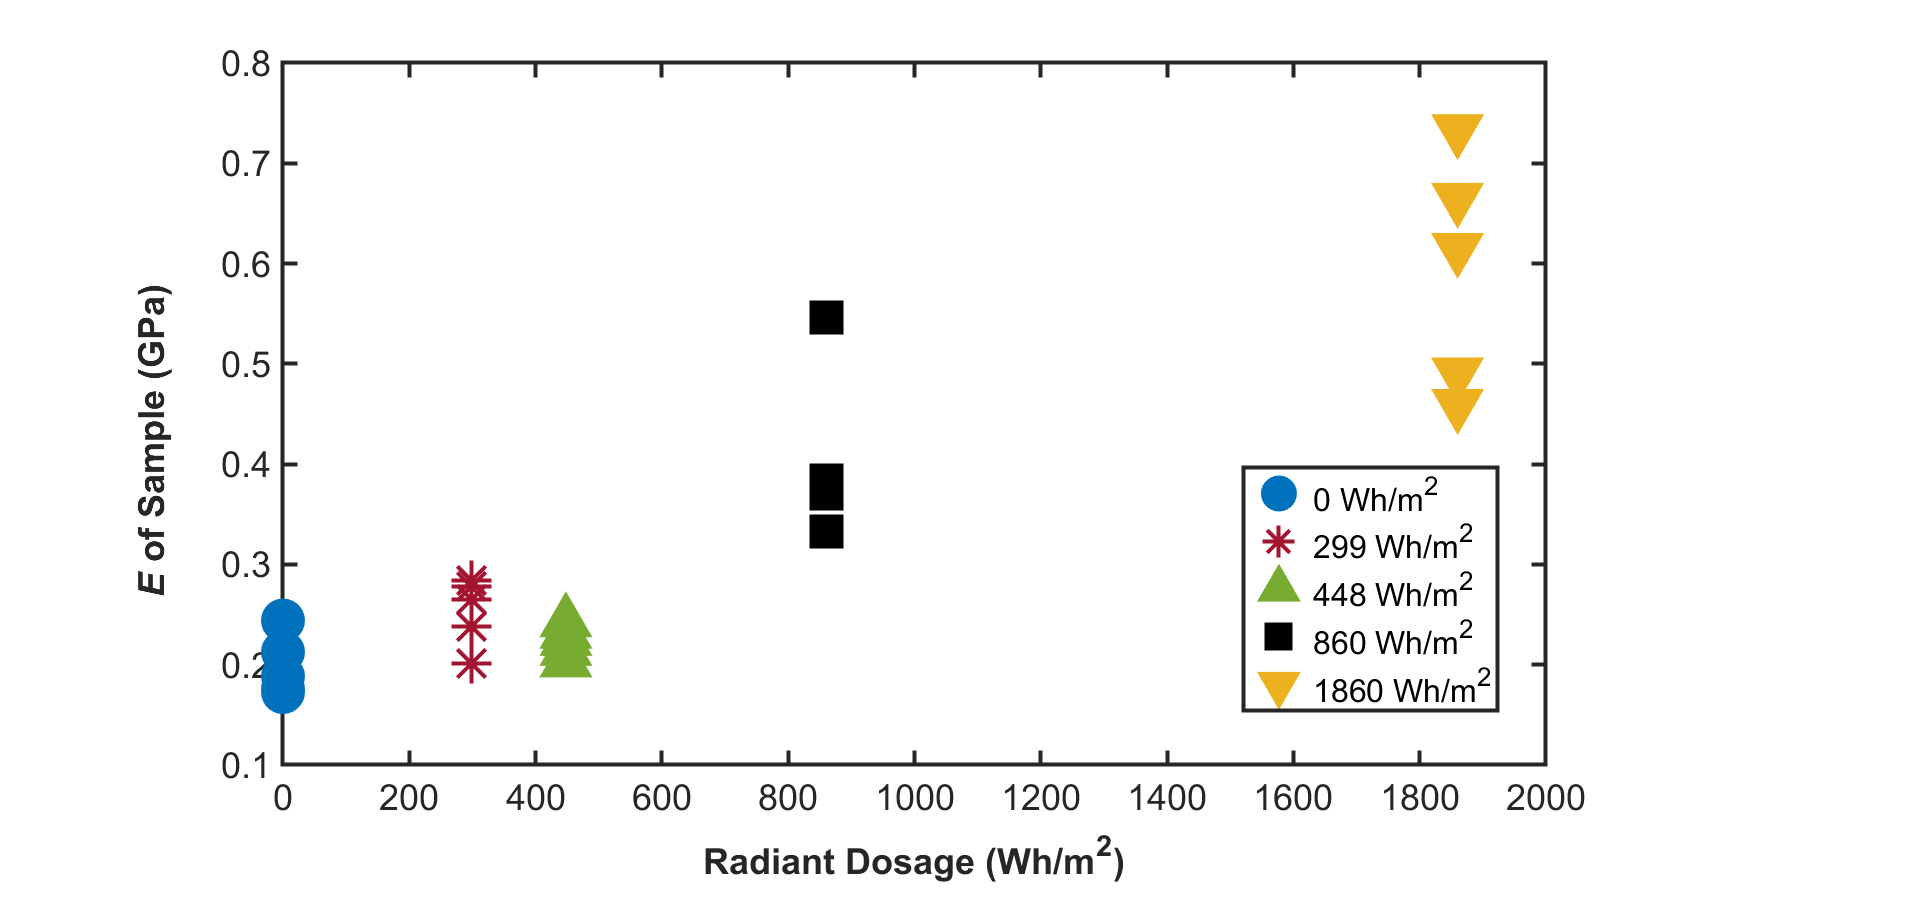 0.8
0.7
0.6
0.5
0.4
0.3
0.2
0.1
E of Sample (GPa)
0 Wh/m²
299 Wh/m²
448 Wh/m²
860 Wh/m²
1860 Wh/m²
0 200 400 600 800 1000 1200 1400 1600 1800 2000
Radiant Dosage (Wh/m²)